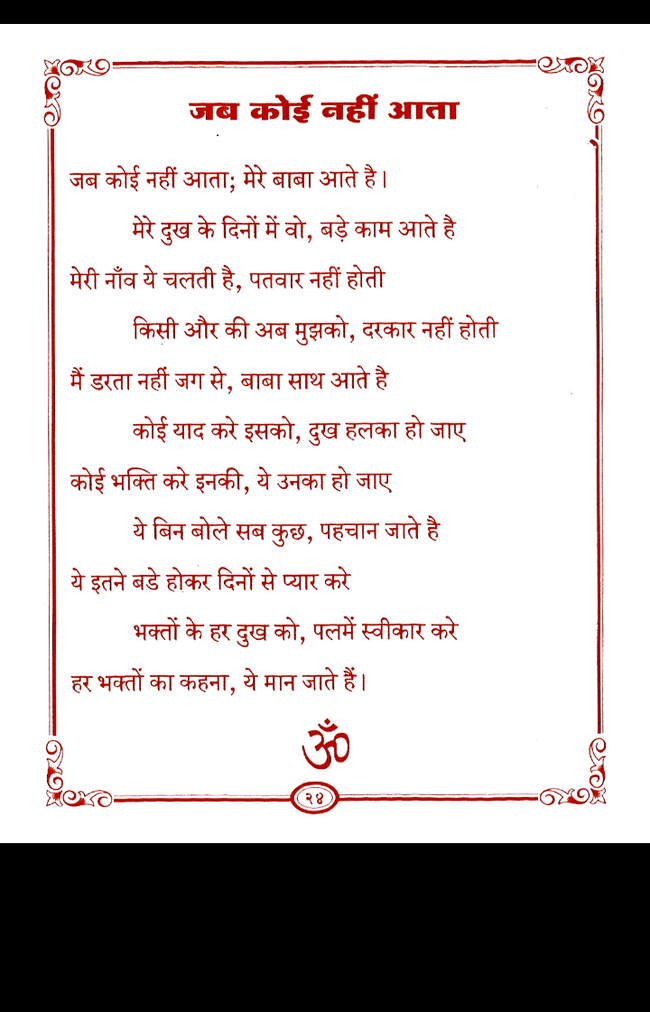 जब कोई नहीं आता
जब कोई नहीं आता; मेरे बाबा आते है।
मेरे दुख के दिनों में वो, बड़े काम आते है
मेरी नाँव ये चलती है, पतवार नहीं होती
किसी और की अब मुझको, दरकार नहीं होती
मैं डरता नहीं जग से, बाबा साथ आते है
कोई याद करे इसको, दुख हलका हो जाए
कोई भक्ति करे इनकी, ये उनका हो जाए
ये बिन बोले सब कुछ, पहचान जाते है
ये इतने बडे होकर दिनों से प्यार करे
भक्तों के हर दुख को, पलमें स्वीकार करे
हर भक्तों का कहना, ये मान जाते हैं।
ॐ
२४